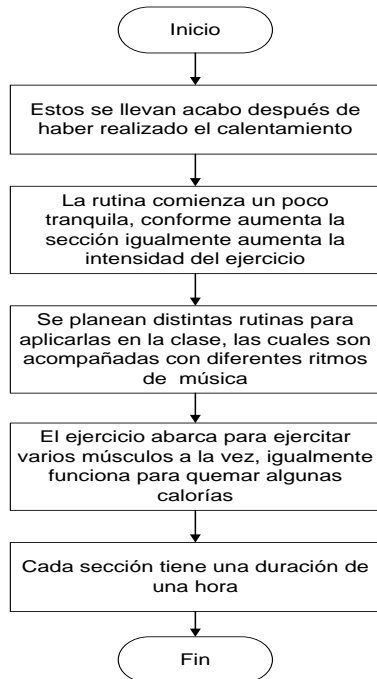 Inicio
Estos se llevan acabo después de
haber realizado el calentamiento
La rutina comienza un poco
tranquila, conforme aumenta la
sección igualmente aumenta la
intensidad del ejercicio
Se planean distintas rutinas para
aplicarlas en la clase, las cuales son
acompañadas con diferentes ritmos
de música
El ejercicio abarca para ejercitar
varios músculos a la vez, igualmente
funciona para quemar algunas
calorías
Cada sección tiene una duración de
una hora
Fin